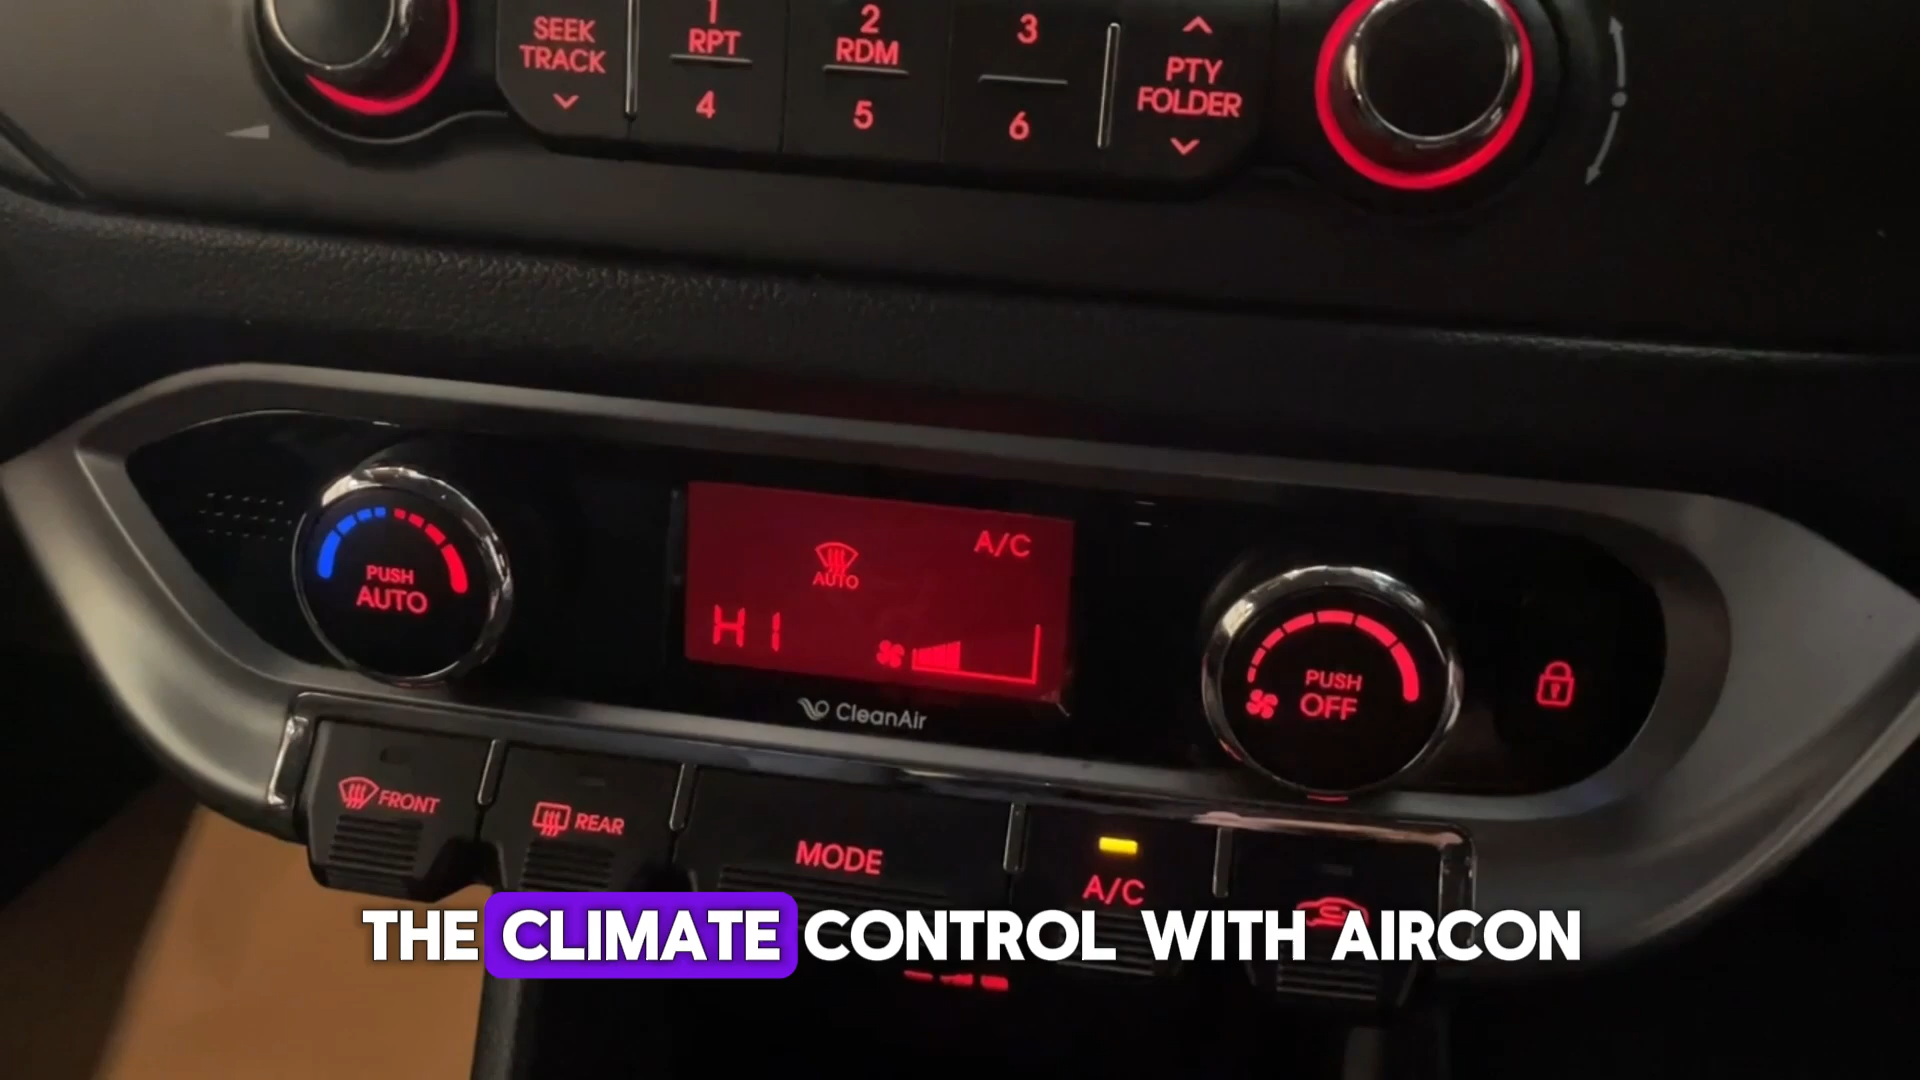 SEEK
TRACK
1
RPT
4
2
RDM
5
3
6
PTY
FOLDER
PUSH
AUTO
AUTO
A/C
HI
CleanAir
PUSH
OFF
FRONT
REAR
MODE
A/C
THE CLIMATE CONTROL WITH AIRCON